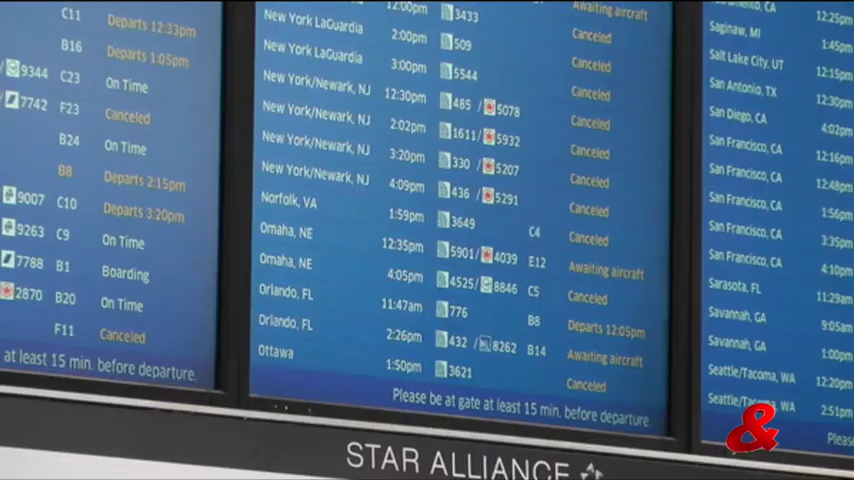 C11 Departs 12:33pm
B16 Departs 1:05pm
/ 9344 C23 On Time
/ 7742 F23 Canceled
B24 On Time
B8 Departs 2:15pm
9007 C10 Departs 3:20pm
9263 C9 On Time
7788 B1 Boarding
2870 B20 On Time
F11 Canceled
at least 15 min. before departure.
Awaiting aircraft
12:00pm 3433 Canceled
New York LaGuardia 2:00pm 509 Canceled
New York LaGuardia 3:00pm 5544 Canceled
New York/Newark, NJ 12:30pm 485 / 5078 Canceled
New York/Newark, NJ 2:02pm 1611 / 5932 Canceled
New York/Newark, NJ 3:20pm 330 / 5207 Canceled
New York/Newark, NJ 4:09pm 436 / 5291 Canceled
Norfolk, VA 1:59pm 3649 C4 Canceled
Omaha, NE 12:35pm 5901 / 4039 E12 Awaiting aircraft
Omaha, NE 4:05pm 4525 / 8846 C5 Canceled
Orlando, FL 11:47am 776 B8 Departs 12:05pm
Orlando, FL 2:26pm 432 / 8262 B14 Awaiting aircraft
Ottawa 1:50pm 3621 Canceled
Please be at gate at least 15 min. before departure.
Sacramento, CA 12:25pm
Saginaw, MI 1:45pm
Salt Lake City, UT 12:15pm
San Antonio, TX 12:30pm
San Diego, CA 4:02pm
San Francisco, CA 12:16pm
San Francisco, CA 12:48pm
San Francisco, CA 1:56pm
San Francisco, CA 3:35pm
San Francisco, CA 4:10pm
Sarasota, FL 11:29am
Savannah, GA 9:05am
Savannah, GA 1:00pm
Seattle/Tacoma, WA 12:20pm
Seattle/Tacoma, WA 2:51pm
Please
STAR ALLIANCE
&